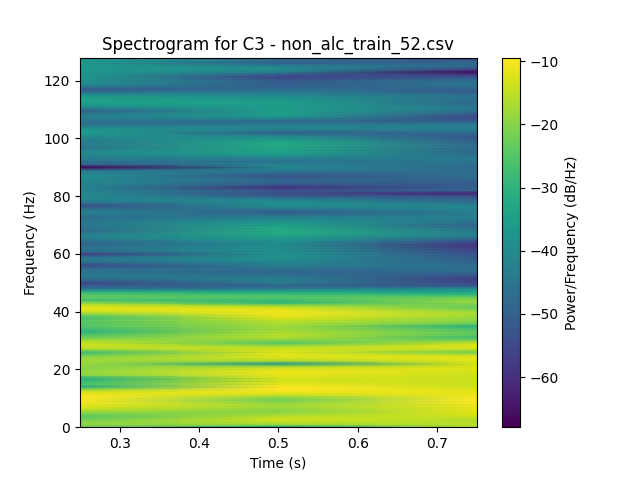 Spectrogram for C3 - non_alc_train_52.csv
120
100
80
60
40
20
0
Frequency (Hz)
0.3 0.4 0.5 0.6 0.7
Time (s)
−10
−20
−30
−40
−50
−60
Power/Frequency (dB/Hz)